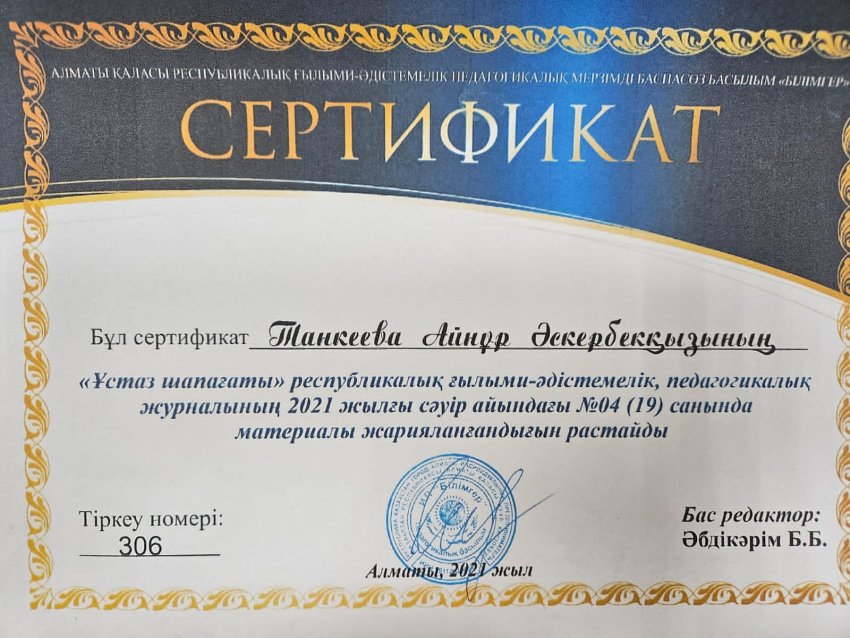 АЛМАТЫ ҚАЛАСЫ РЕСПУБЛИКАЛЫҚ ҒЫЛЫМИ-ӘДІСТЕМЕЛІК ПЕДАГОГИКАЛЫҚ МЕРЗІМДІ БАСПАСӨЗ БАСЫЛЫМ «БІЛІМГЕР»
СЕРТИФИКАТ
Бұл сертификат Танкеева Айнұр Әскербекқызының
«Ұстаз шапағаты» республикалық ғылыми-әдістемелік, педагогикалық
журналының 2021 жылғы сәуір айындағы №04 (19) санында
материалы жарияланғандығын растайды
ИД "Білімгер"
Тіркеу номері:
306
Бас редактор:
Әбдікәрім Б.Б.
Алматы, 2021 жыл